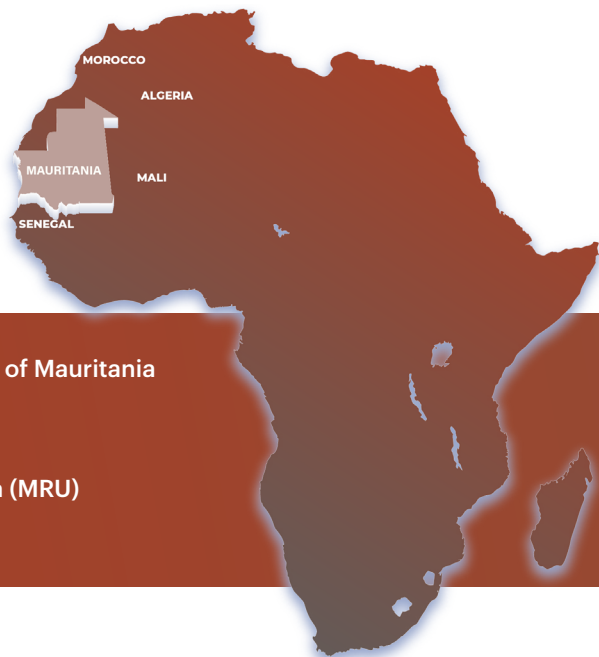 MOROCCO
ALGERIA
MAURITANIA
MALI
SENEGAL
of Mauritania
(MRU)